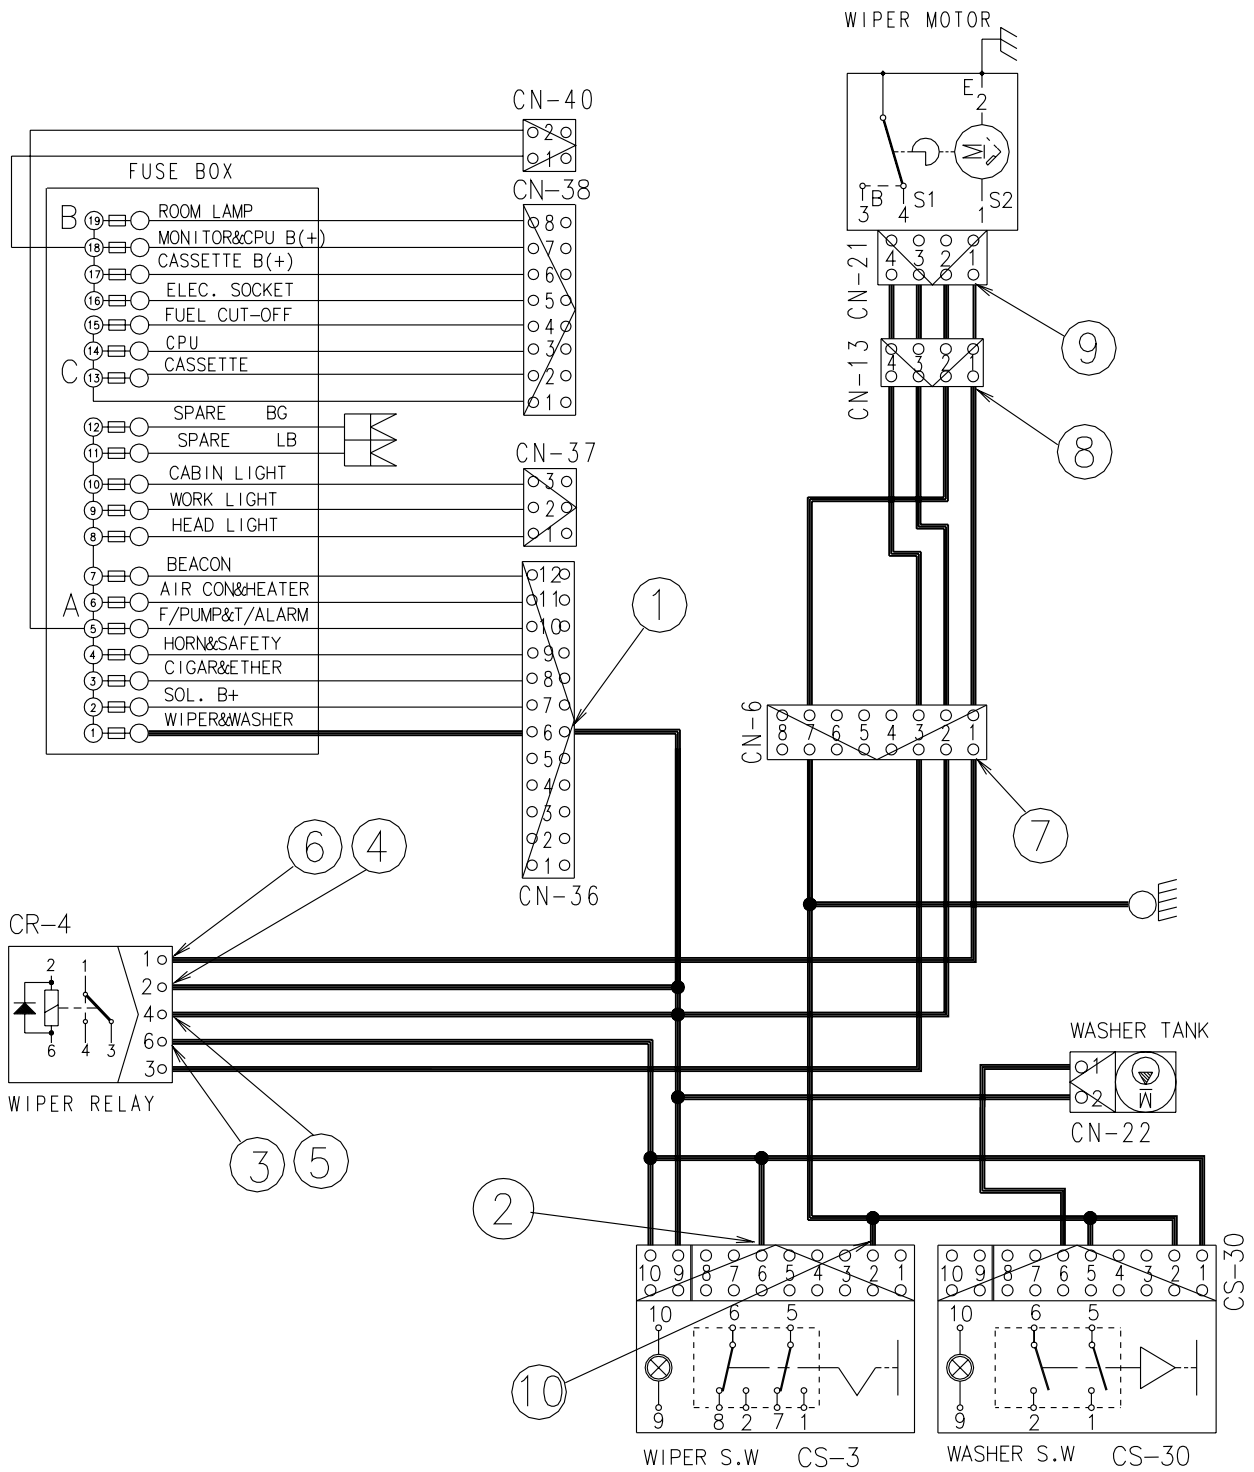 WIPER MOTOR
E
2
M
B
S1
S2
3
4
1
CN-21
4 3 2 1
9
CN-13
4 3 2 1
8
CN-40
2
1
FUSE BOX
CN-38
B
19 ROOM LAMP 8
18 MONITOR&CPU B(+) 7
17 CASSETTE B(+) 6
16 ELEC. SOCKET 5
15 FUEL CUT-OFF 4
14 CPU 3
C
13 CASSETTE 2
1
12 SPARE BG
11 SPARE LB
CN-37
10 CABIN LIGHT 3
9 WORK LIGHT 2
8 HEAD LIGHT 1
7 BEACON 12
A
6 AIR CON&HEATER 11
5 F/PUMP&T/ALARM 10
4 HORN&SAFETY 9
3 CIGAR&ETHER 8
2 SOL. B+ 7
1 WIPER&WASHER 6
5
4
3
2
1
CN-36
1
CN-6
8 7 6 5 4 3 2 1
7
6
4
CR-4
2 1
6 4 3
1
2
4
6
3
WIPER RELAY
3
5
WASHER TANK
1
2
M
CN-22
2
10 9 8 7 6 5 4 3 2 1
10 6 5
9 8 2 7 1
10
WIPER S.W CS-3
10 9 8 7 6 5 4 3 2 1
CS-30
10 6 5
9 2 1
WASHER S.W CS-30